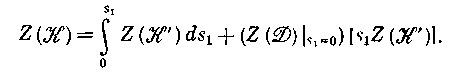 Z(𝒦) = ∫₀^{s₁} Z(𝒦′) ds₁ + (Z(𝒟)|_{s₁=0}) [s₁Z(𝒦′)].